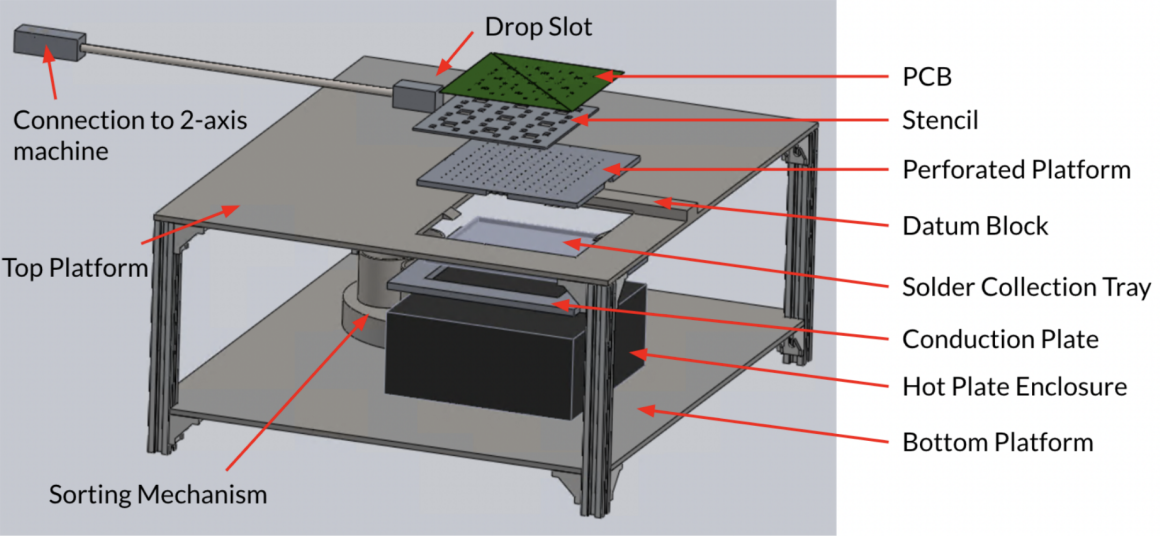 Drop Slot
PCB
Connection to 2-axis
machine
Stencil
Perforated Platform
Datum Block
Top Platform
Solder Collection Tray
Conduction Plate
Hot Plate Enclosure
Bottom Platform
Sorting Mechanism